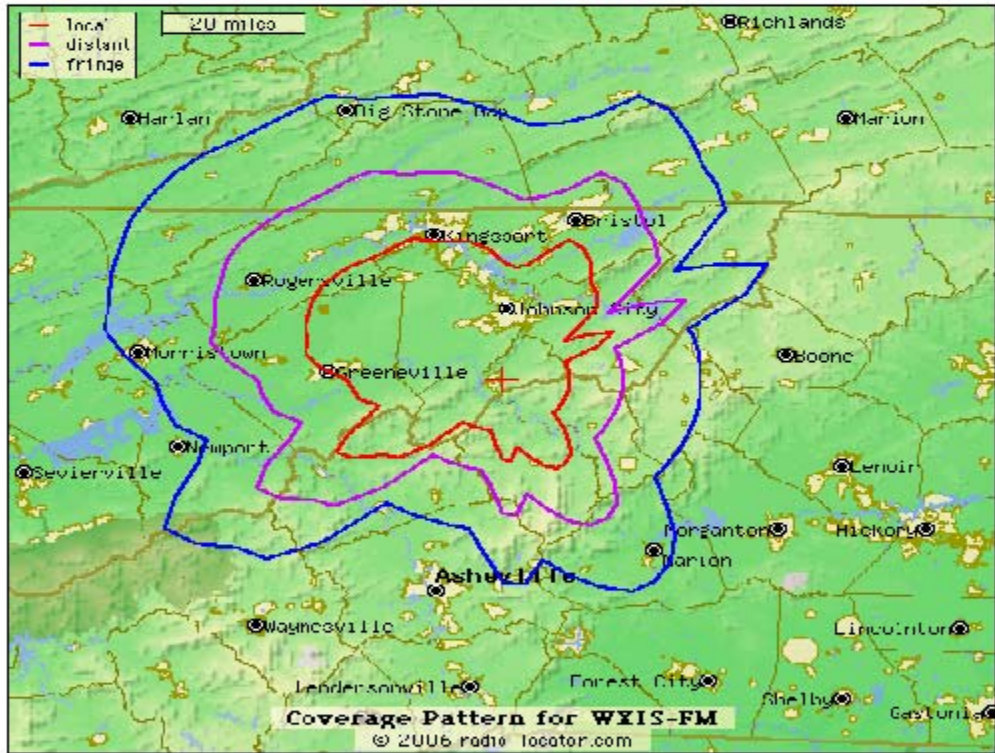 local
distant
fringe
20 miles
Richlands
Harlan
Big Stone Gap
Marion
Bristol
Kingsport
Rogersville
Johnson City
Morristown
Boone
Greeneville
Newport
Sevierville
Lenoir
Morganton
Hickory
Marion
Asheville
Waynesville
Lincolnton
Hendersonville
Forest City
Shelby
Gastonia
Coverage Pattern for WXIS-FM
© 2006 radio-locator.com